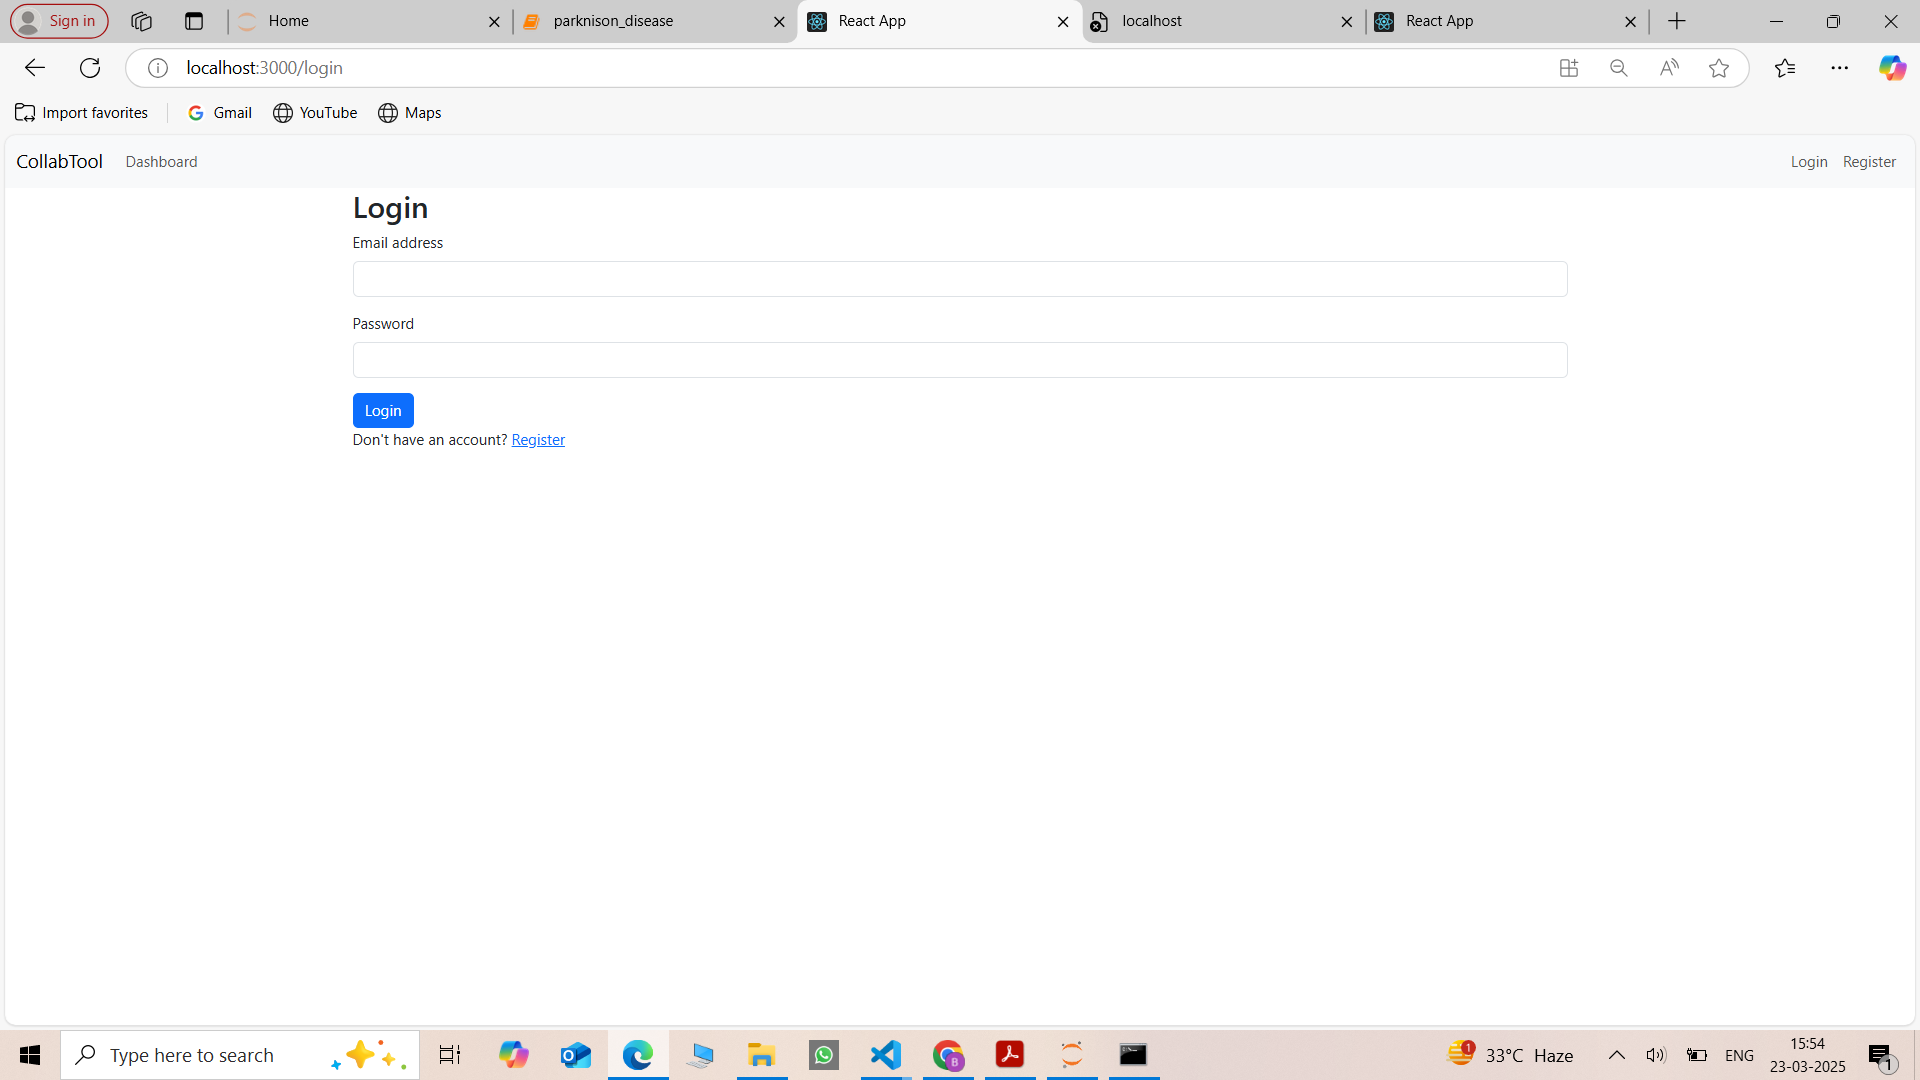 Sign in
Home
parknison_disease
React App
localhost
React App
localhost:3000/login
Import favorites
Gmail
YouTube
Maps
CollabTool
Dashboard
Login
Register
Login
Email address
Password
Login
Don't have an account? Register
Type here to search
1
33°C Haze
ENG
15:54
23-03-2025
1